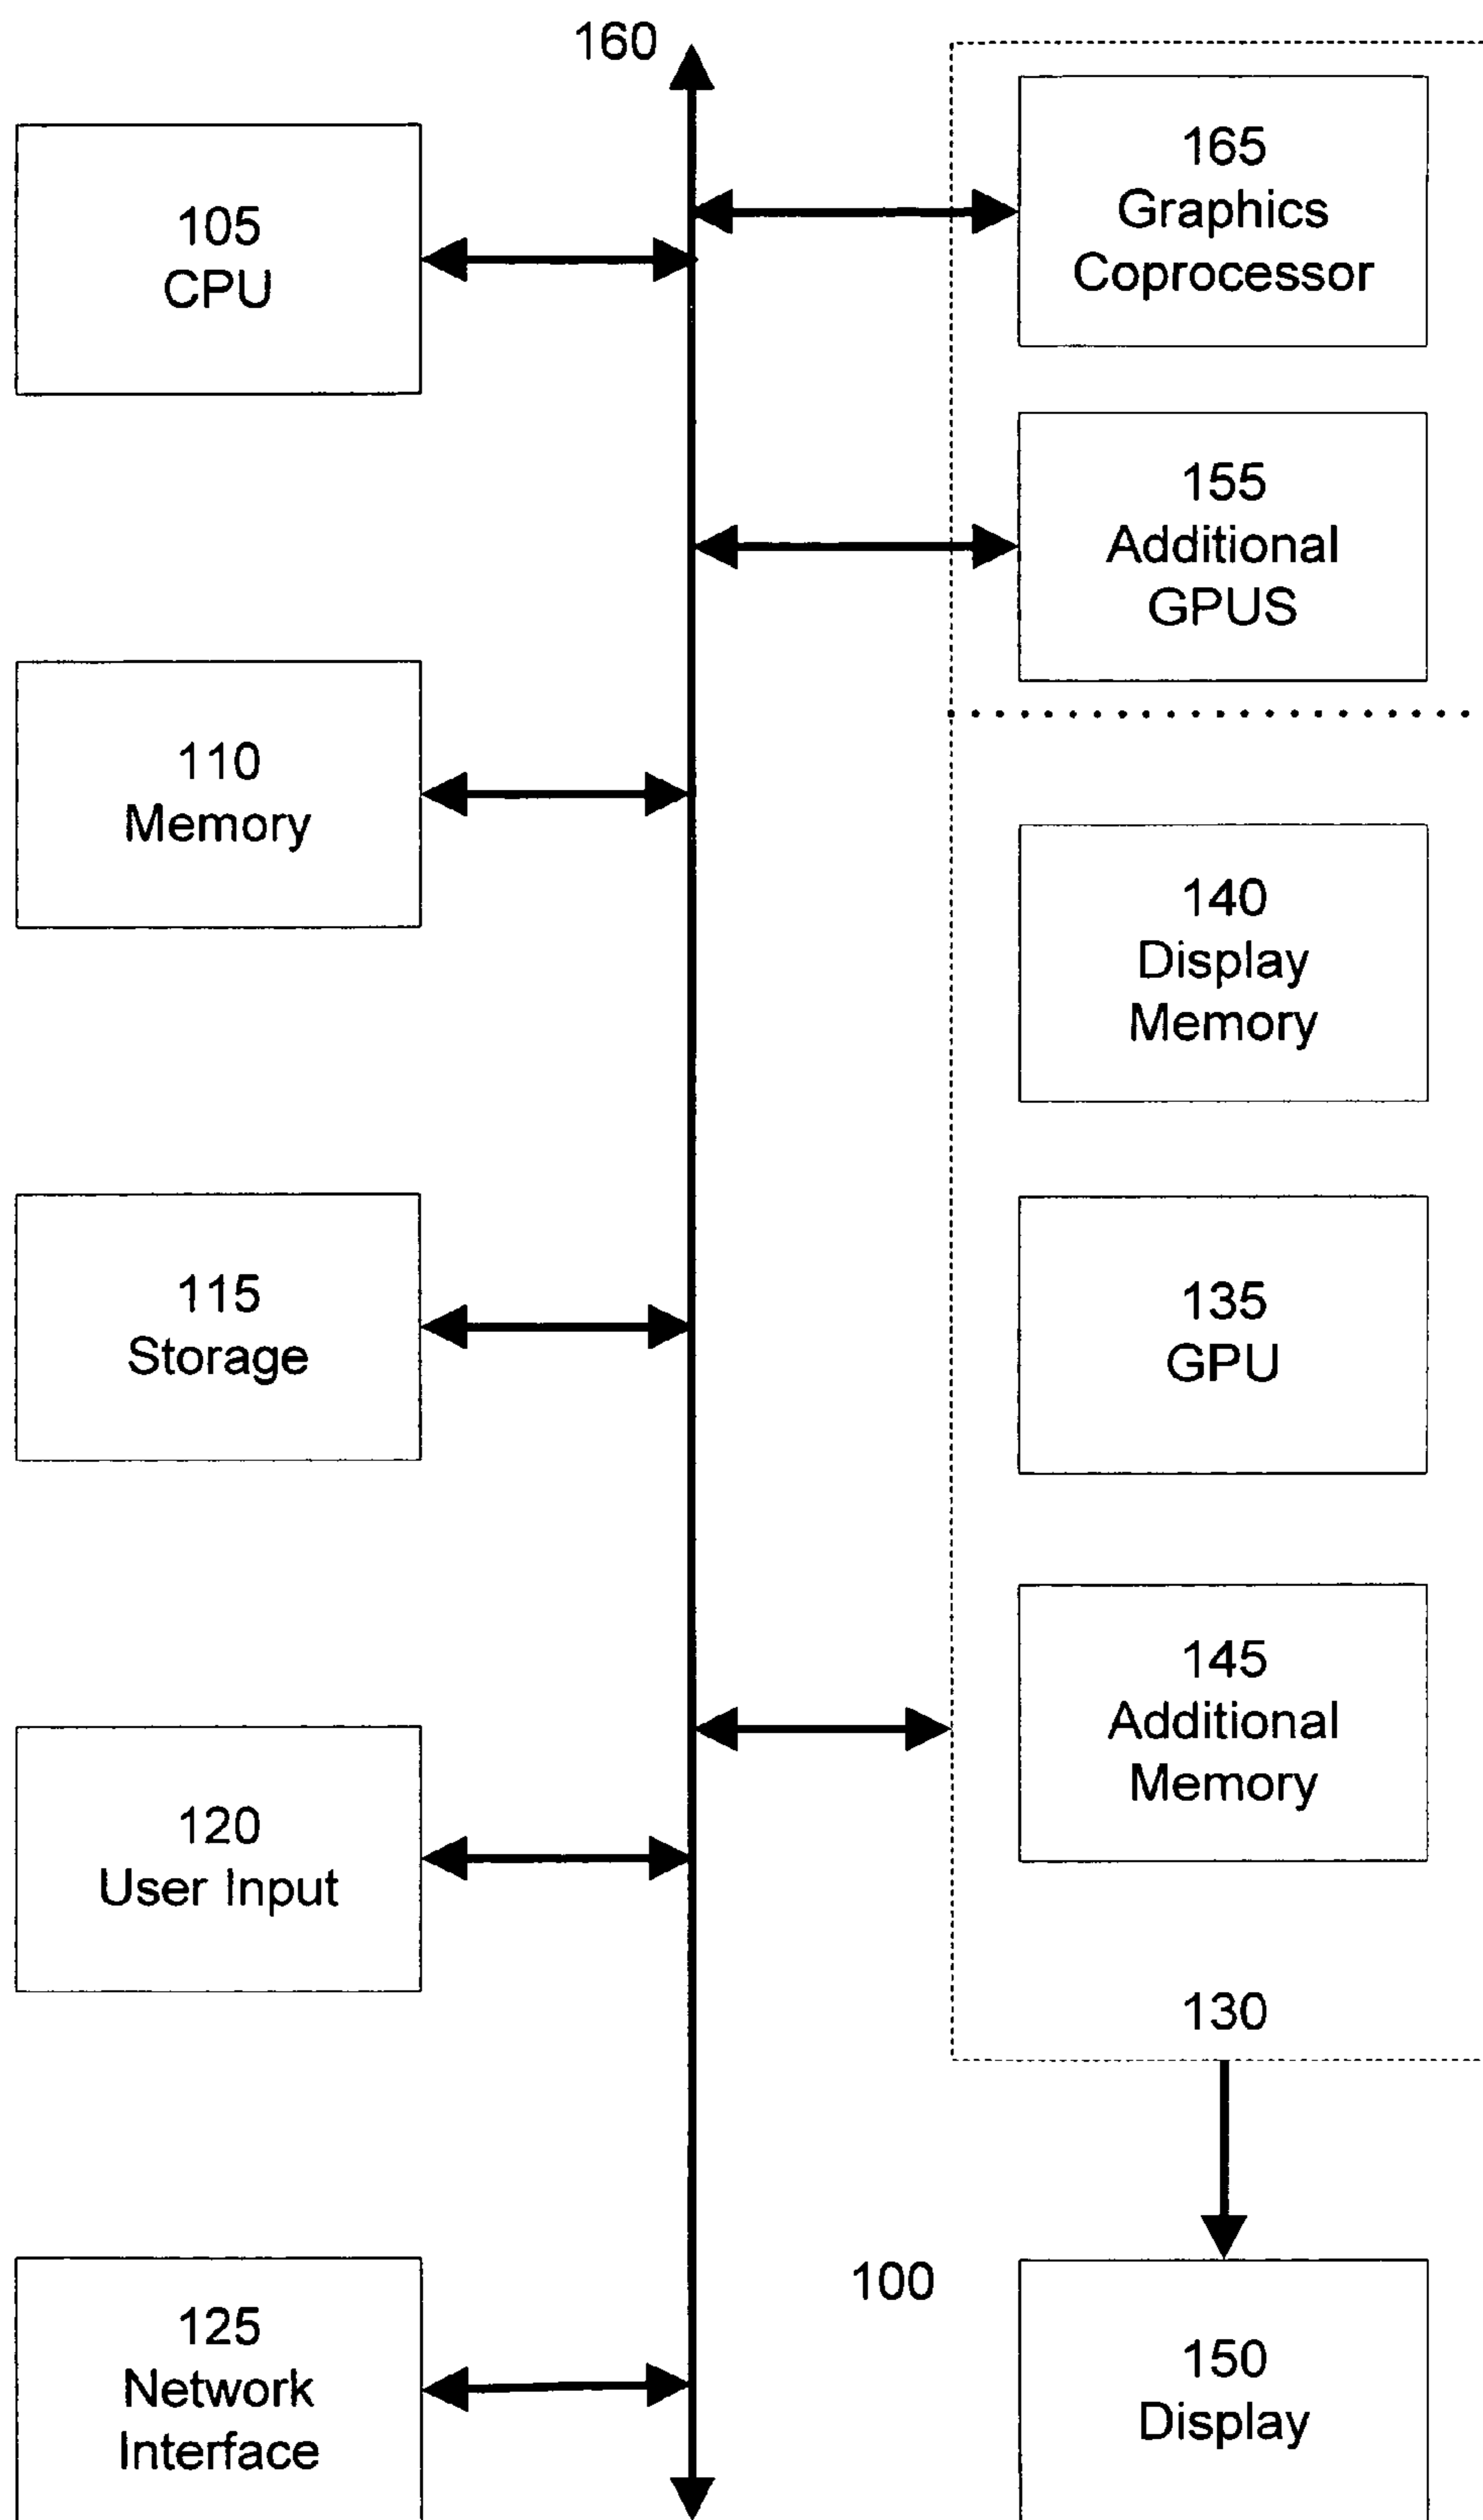 160
165
Graphics
Coprocessor
105
CPU
155
Additional
GPUS
110
Memory
140
Display
Memory
115
Storage
135
GPU
145
Additional
Memory
120
User Input
130
100
125
Network
Interface
150
Display